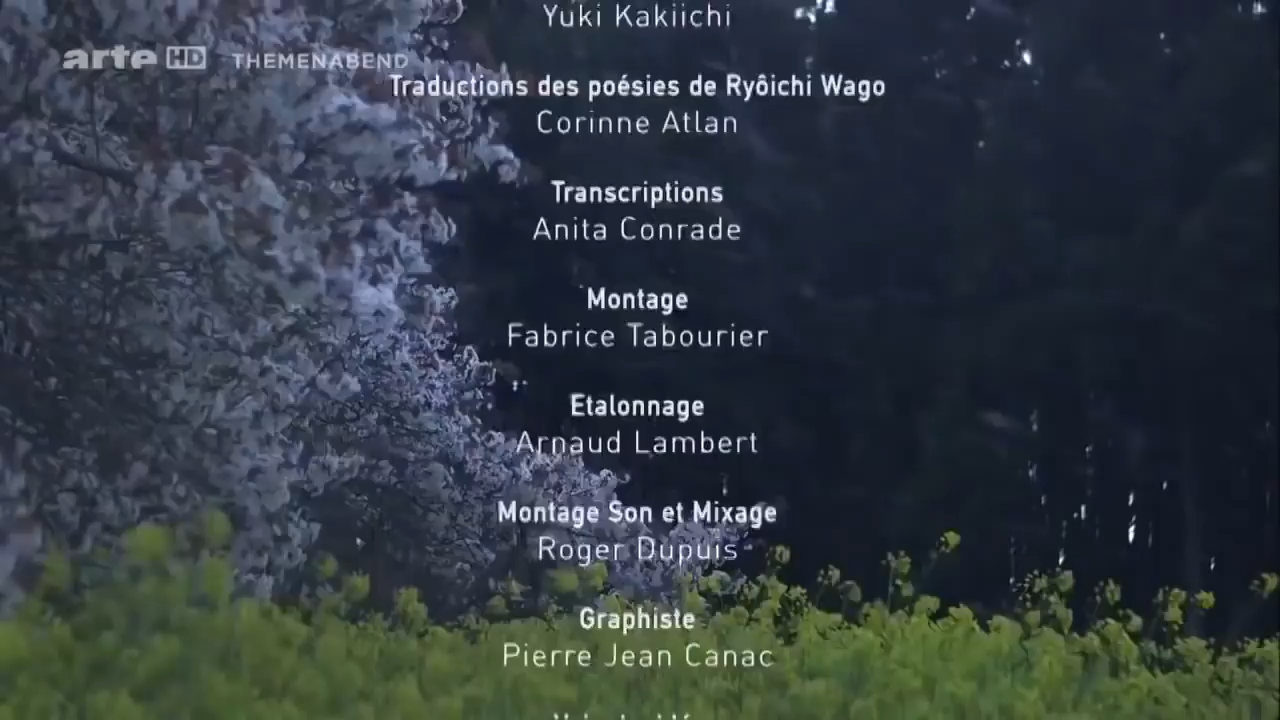 Yuki Kakiichi
arte HD THEMENABEND
Traductions des poésies de Ryôichi Wago
Corinne Atlan
Transcriptions
Anita Conrade
Montage
Fabrice Tabourier
Etalonnage
Arnaud Lambert
Montage Son et Mixage
Roger Dupuis
Graphiste
Pierre Jean Canac